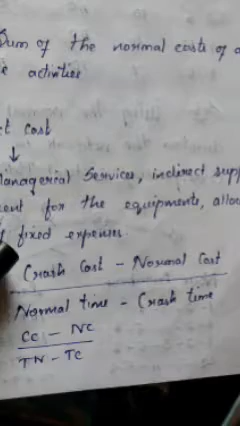 Sum of the normal costs of
activities
cost
↓
Managerial Services, indirect supp
for the equipments, allo
fixed expenses.
Crash Cost - Normal Cost
Normal time - Crash time
CC - NC
TN - TC